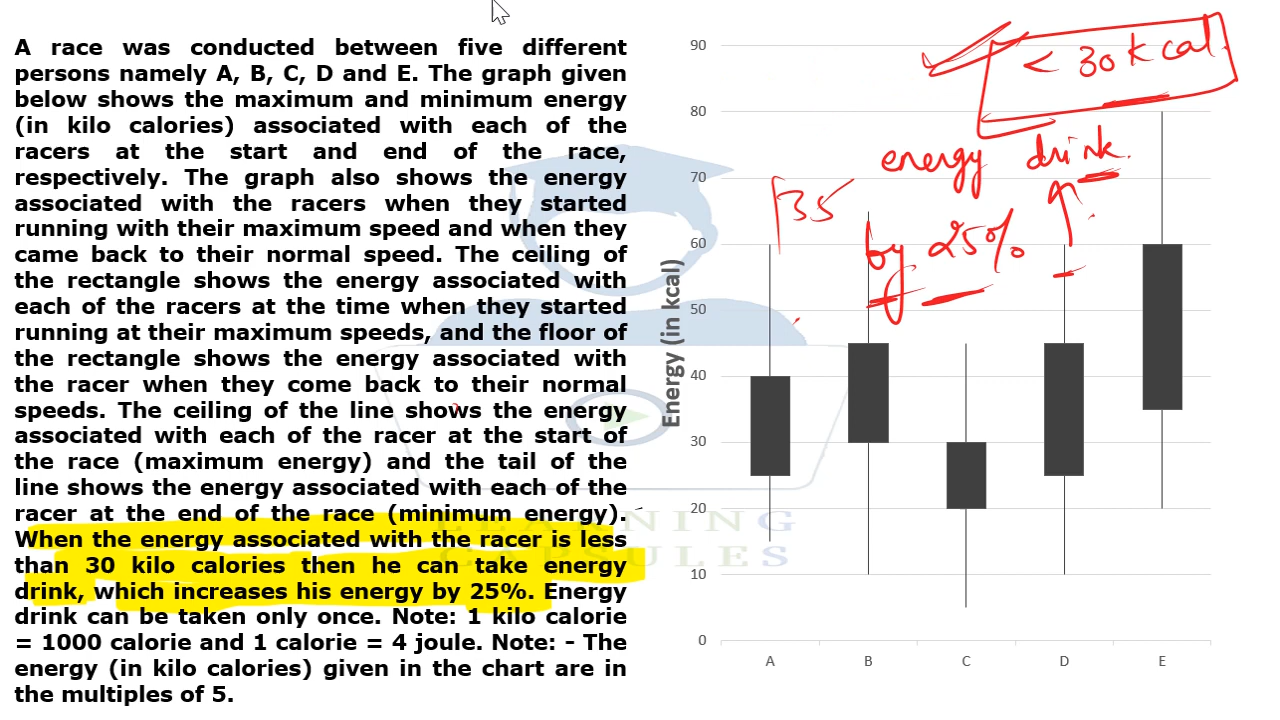 A race was conducted between five different
persons namely A, B, C, D and E. The graph given
below shows the maximum and minimum energy
(in kilo calories) associated with each of the
racers at the start and end of the race,
respectively. The graph also shows the energy
associated with the racers when they started
running with their maximum speed and when they
came back to their normal speed. The ceiling of
the rectangle shows the energy associated with
each of the racers at the time when they started
running at their maximum speeds, and the floor of
the rectangle shows the energy associated with
the racer when they come back to their normal
speeds. The ceiling of the line shows the energy
associated with each of the racer at the start of
the race (maximum energy) and the tail of the
line shows the energy associated with each of the
racer at the end of the race (minimum energy).
When the energy associated with the racer is less
than 30 kilo calories then he can take energy
drink, which increases his energy by 25%. Energy
drink can be taken only once. Note: 1 kilo calorie
= 1000 calorie and 1 calorie = 4 joule. Note: - The
energy (in kilo calories) given in the chart are in
the multiples of 5.
LEARNING
CAPSULES
Energy (in kcal)
90
80
70
60
50
40
30
20
10
0
A B C D E
< 30 kcal.
energy drink.
35
by 25%